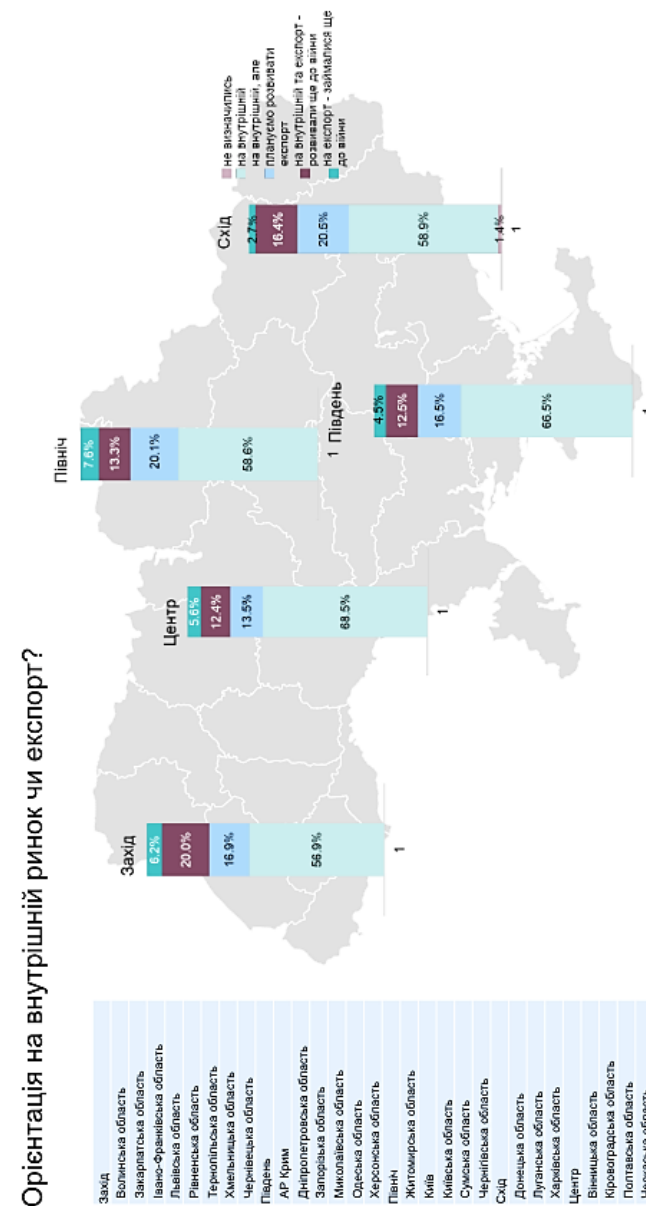 Орієнтація на внутрішній ринок чи експорт?
Захід
Волинська область
Закарпатська область
Івано-Франківська область
Львівська область
Рівненська область
Тернопільська область
Хмельницька область
Чернівецька область
Південь
АР Крим
Дніпропетровська область
Запорізька область
Миколаївська область
Одеська область
Херсонська область
Північ
Житомирська область
Київ
Київська область
Сумська область
Чернігівська область
Схід
Донецька область
Луганська область
Харківська область
Центр
Вінницька область
Кіровоградська область
Полтавська область
Захід
6.2%
20.0%
16.9%
56.9%
1
Центр
5.6%
12.4%
13.5%
68.5%
1
Північ
7.6%
13.3%
20.1%
58.6%
1
Південь
4.5%
12.5%
16.5%
66.5%
Схід
2.7%
16.4%
20.5%
58.9%
1.4%
1
не визначились
на внутрішній
на внутрішній, але
плануємо розвивати
експорт
на внутрішній та експорт -
розвивали ще до війни
на експорт - займалися ще
до війни